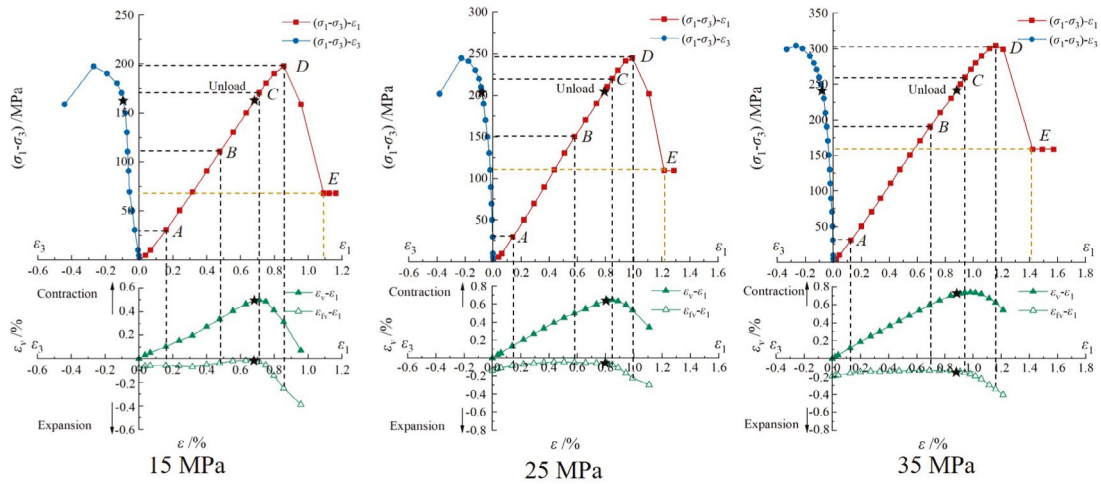 250
200
150
100
50
(σ1-σ3) /MPa
(σ1-σ3)-ε1
(σ1-σ3)-ε3
Unload
A
B
C
D
E
ε3
ε1
-0.6 -0.4 -0.2 0.0 0.2 0.4 0.6 0.8 1.0 1.2
Contraction
Expansion
0.6
0.4
0.2
-0.2
-0.4
-0.6
εv/%
εv-ε1
εfv-ε1
ε3
ε1
-0.6 -0.4 -0.2 0.0 0.2 0.4 0.6 0.8 1.0 1.2
ε /%
15 MPa
300
250
200
150
100
50
(σ1-σ3) /MPa
(σ1-σ3)-ε1
(σ1-σ3)-ε3
Unload
A
B
C
D
E
ε3
ε1
-0.6 -0.4 -0.2 0.0 0.2 0.4 0.6 0.8 1.0 1.2 1.4
Contraction
Expansion
0.8
0.6
0.4
0.2
-0.2
-0.4
-0.6
-0.8
εv/%
εv-ε1
εfv-ε1
ε3
ε1
-0.6 -0.4 -0.2 0.0 0.2 0.4 0.6 0.8 1.0 1.2 1.4
ε /%
25 MPa
350
300
250
200
150
100
50
(σ1-σ3) /MPa
(σ1-σ3)-ε1
(σ1-σ3)-ε3
Unload
A
B
C
D
E
ε3
ε1
-0.4 -0.2 0.0 0.2 0.4 0.6 0.8 1.0 1.2 1.4 1.6 1.8
Contraction
Expansion
0.8
0.6
0.4
0.2
-0.2
-0.4
-0.6
-0.8
εv/%
εv-ε1
εfv-ε1
ε3
ε1
-0.4 -0.2 0.0 0.2 0.4 0.6 0.8 1.0 1.2 1.4 1.6 1.8
ε /%
35 MPa